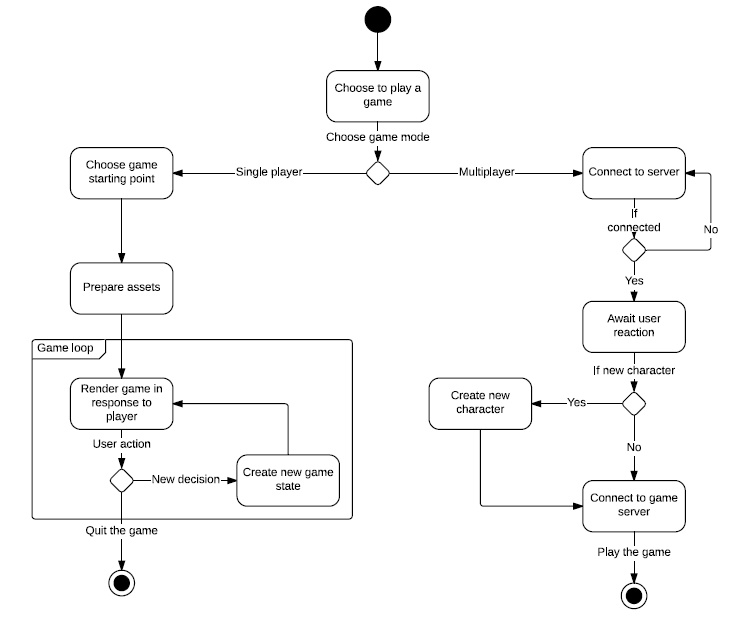 Choose to play a
game
Choose game mode
Choose game
starting point
Single player
Multiplayer
Connect to server
If
connected
No
Prepare assets
Yes
Await user
reaction
Game loop
If new character
Render game in
response to
player
Create new
character
Yes
User action
No
New decision
Create new game
state
Connect to game
server
Quit the game
Play the game